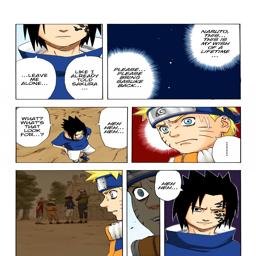 NARUTO,
THIS...
THIS IS
MY WISH
OF A
LIFETIME
...
PLEASE...
PLEASE
BRING
SASUKE
BACK...
LIKE I
ALREADY
TOLD
SAKURA
...
...LEAVE
ME
ALONE...
...........
HEH
HEH...
WHAT?
WHAT'S
THAT
LOOK
FOR...?
HEH
HEH...